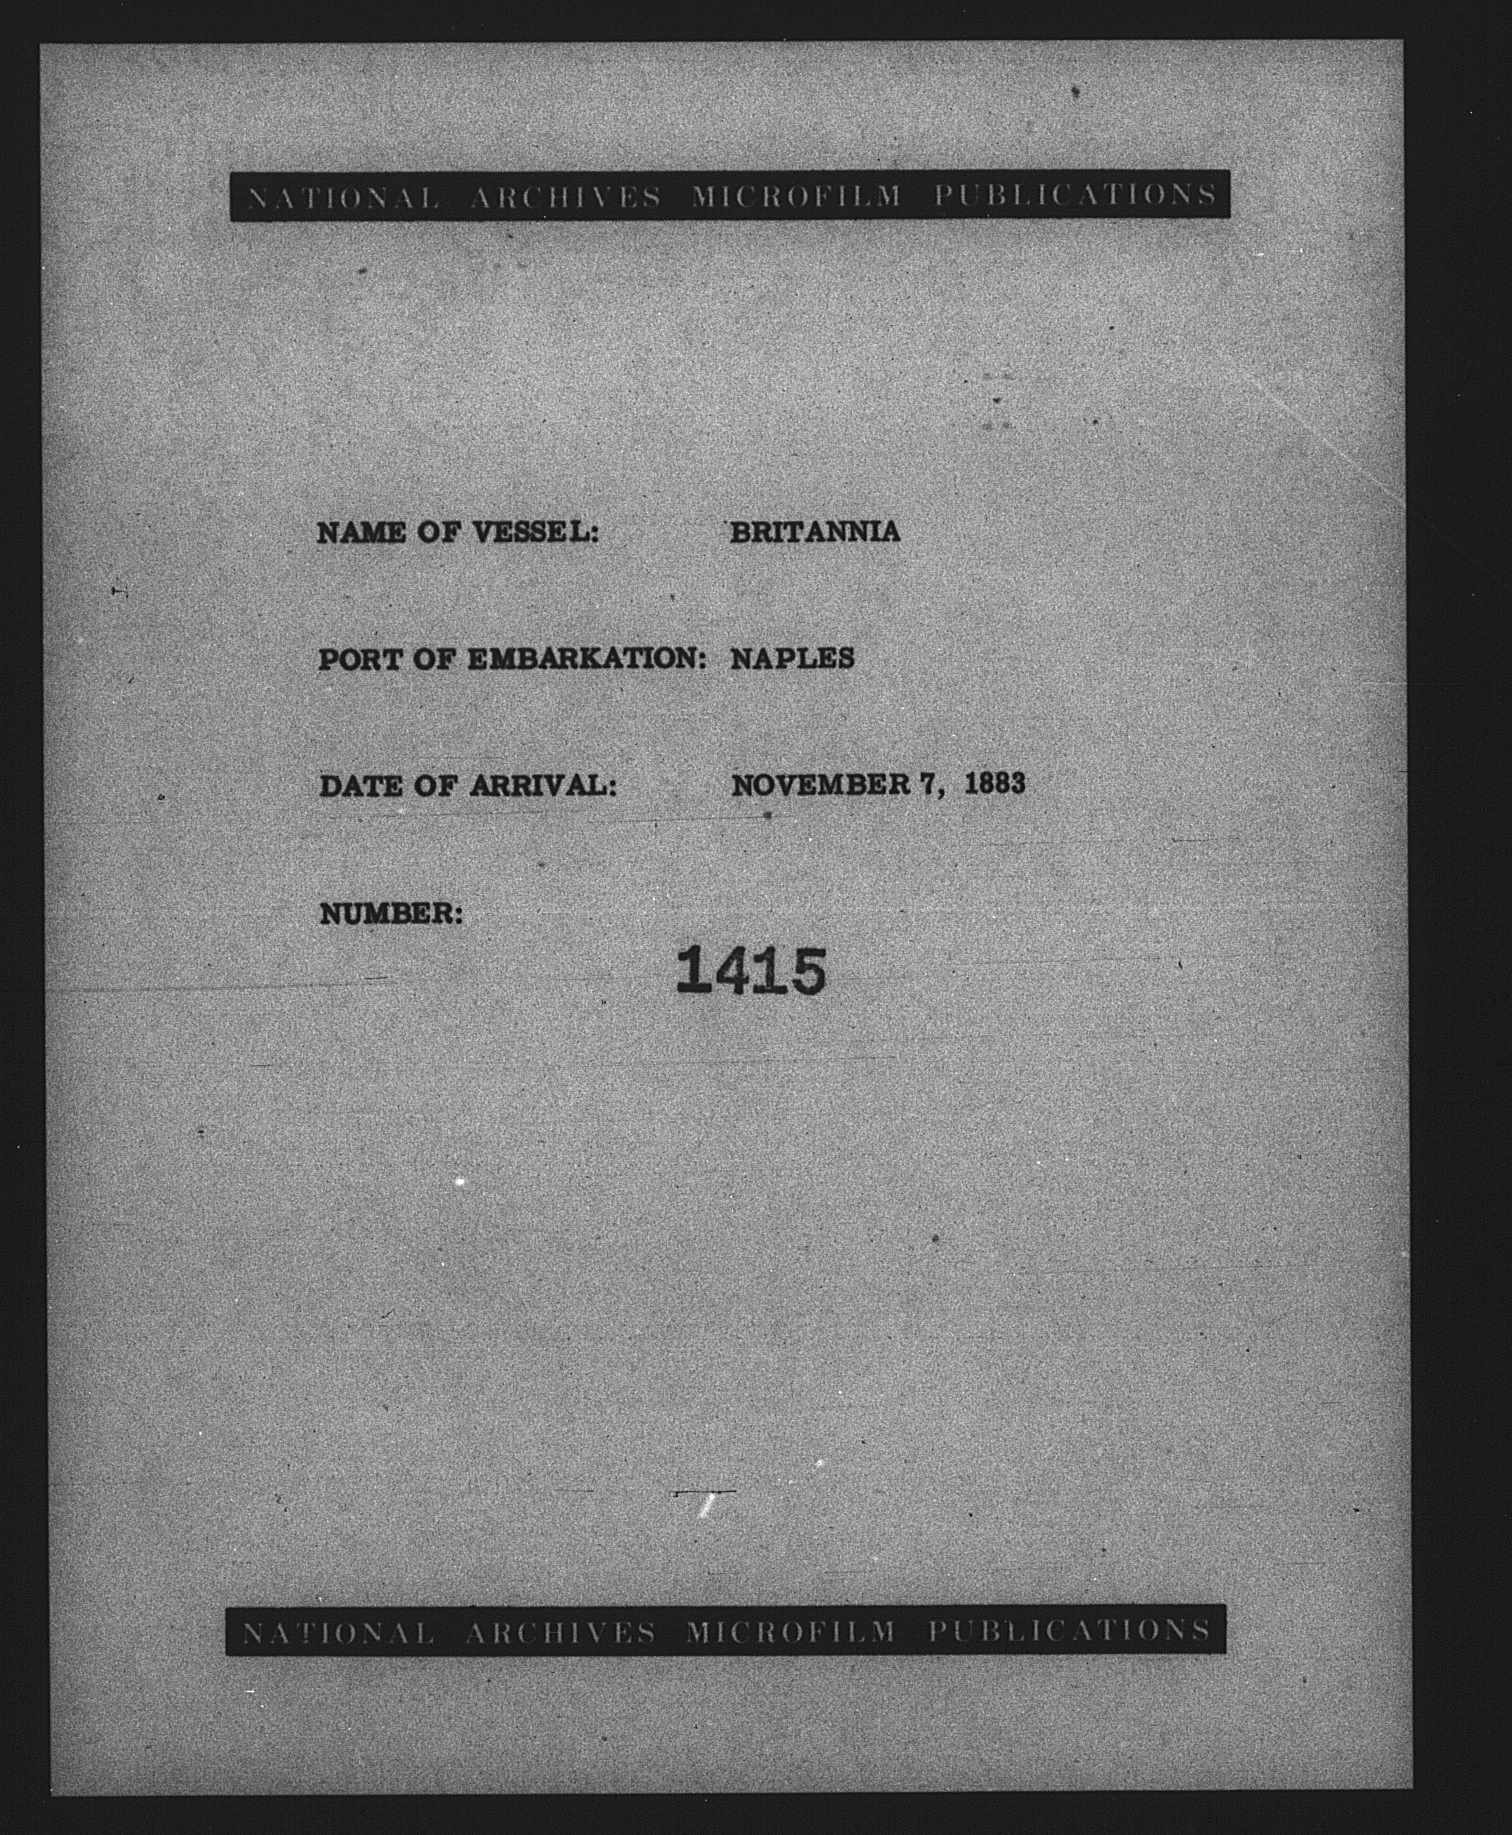 NATIONAL ARCHIVES MICROFILM PUBLICATIONS
NAME OF VESSEL: BRITANNIA
PORT OF EMBARKATION: NAPLES
DATE OF ARRIVAL: NOVEMBER 7, 1883
NUMBER:
1415
NATIONAL ARCHIVES MICROFILM PUBLICATIONS